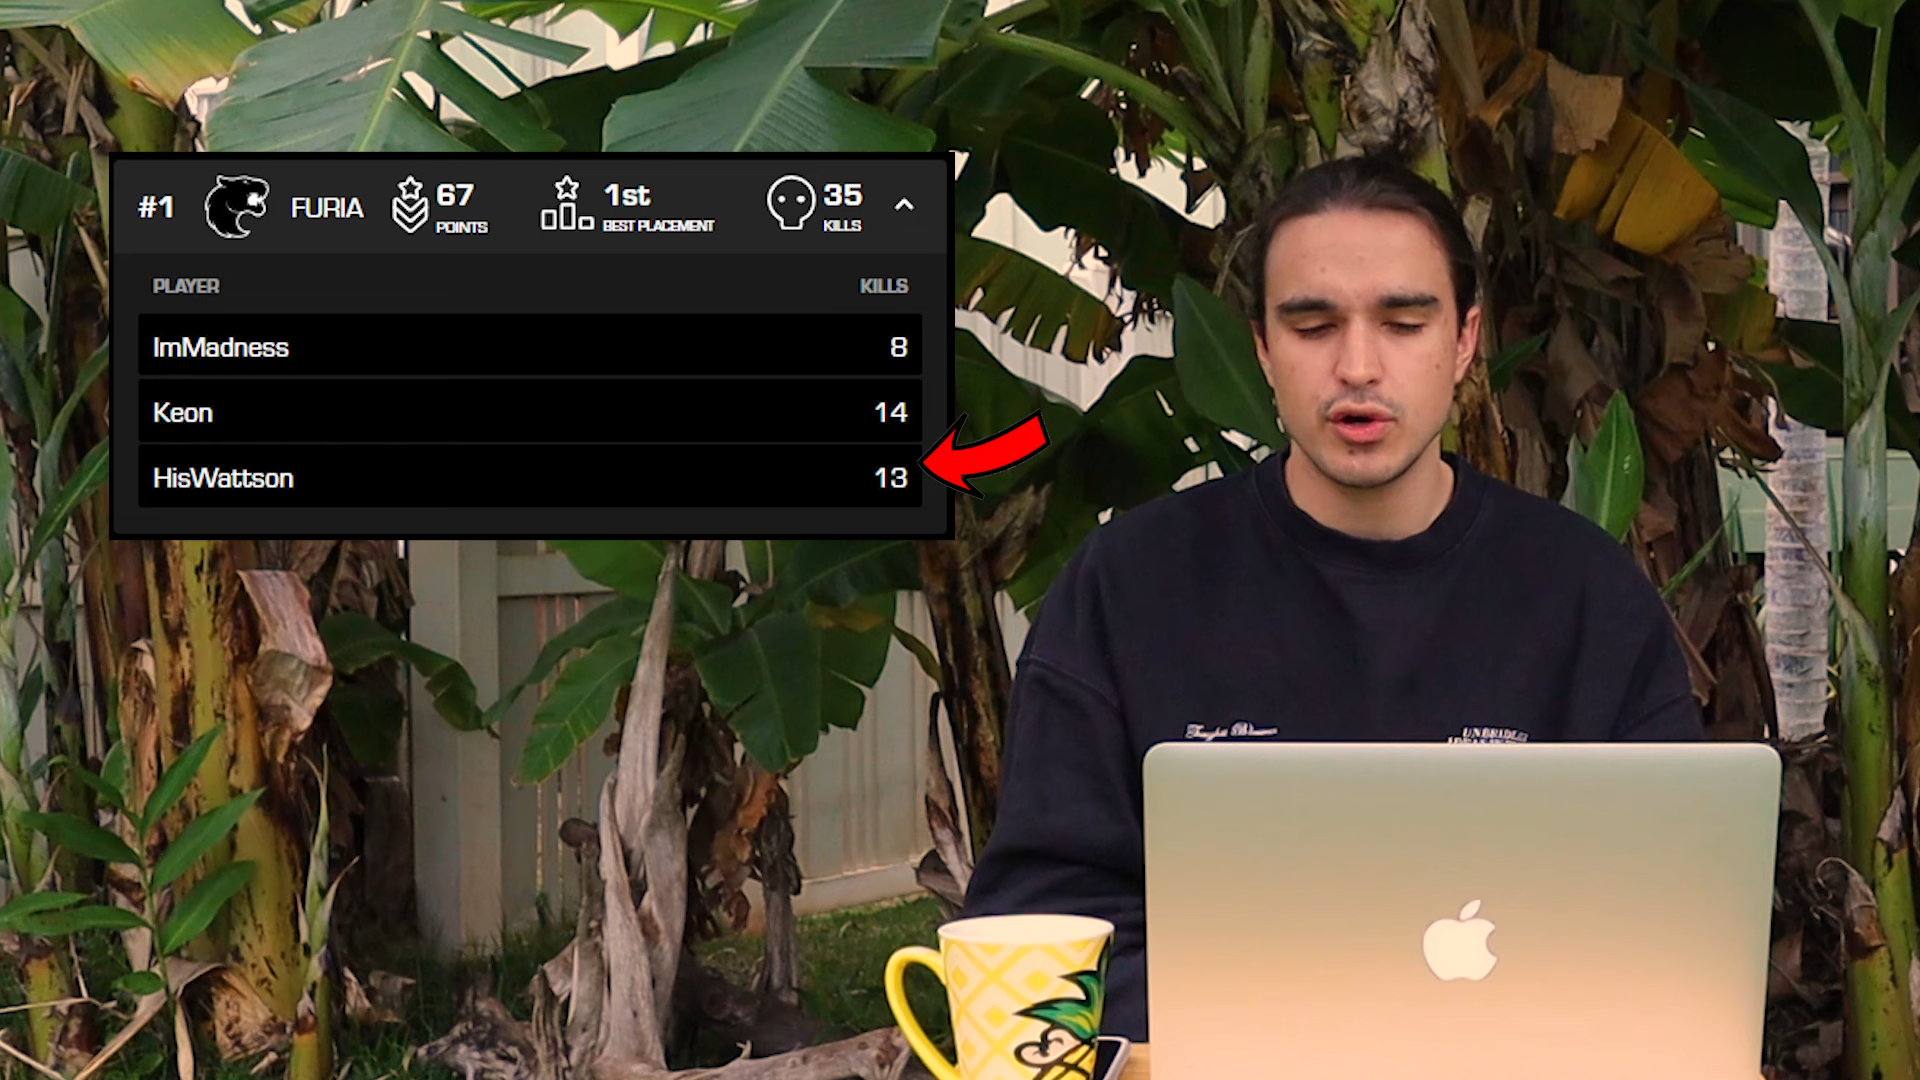 #1 FURIA 67 POINTS 1st BEST PLACEMENT 35 KILLS
PLAYER KILLS
ImMadness 8
Keon 14
HisWattson 13